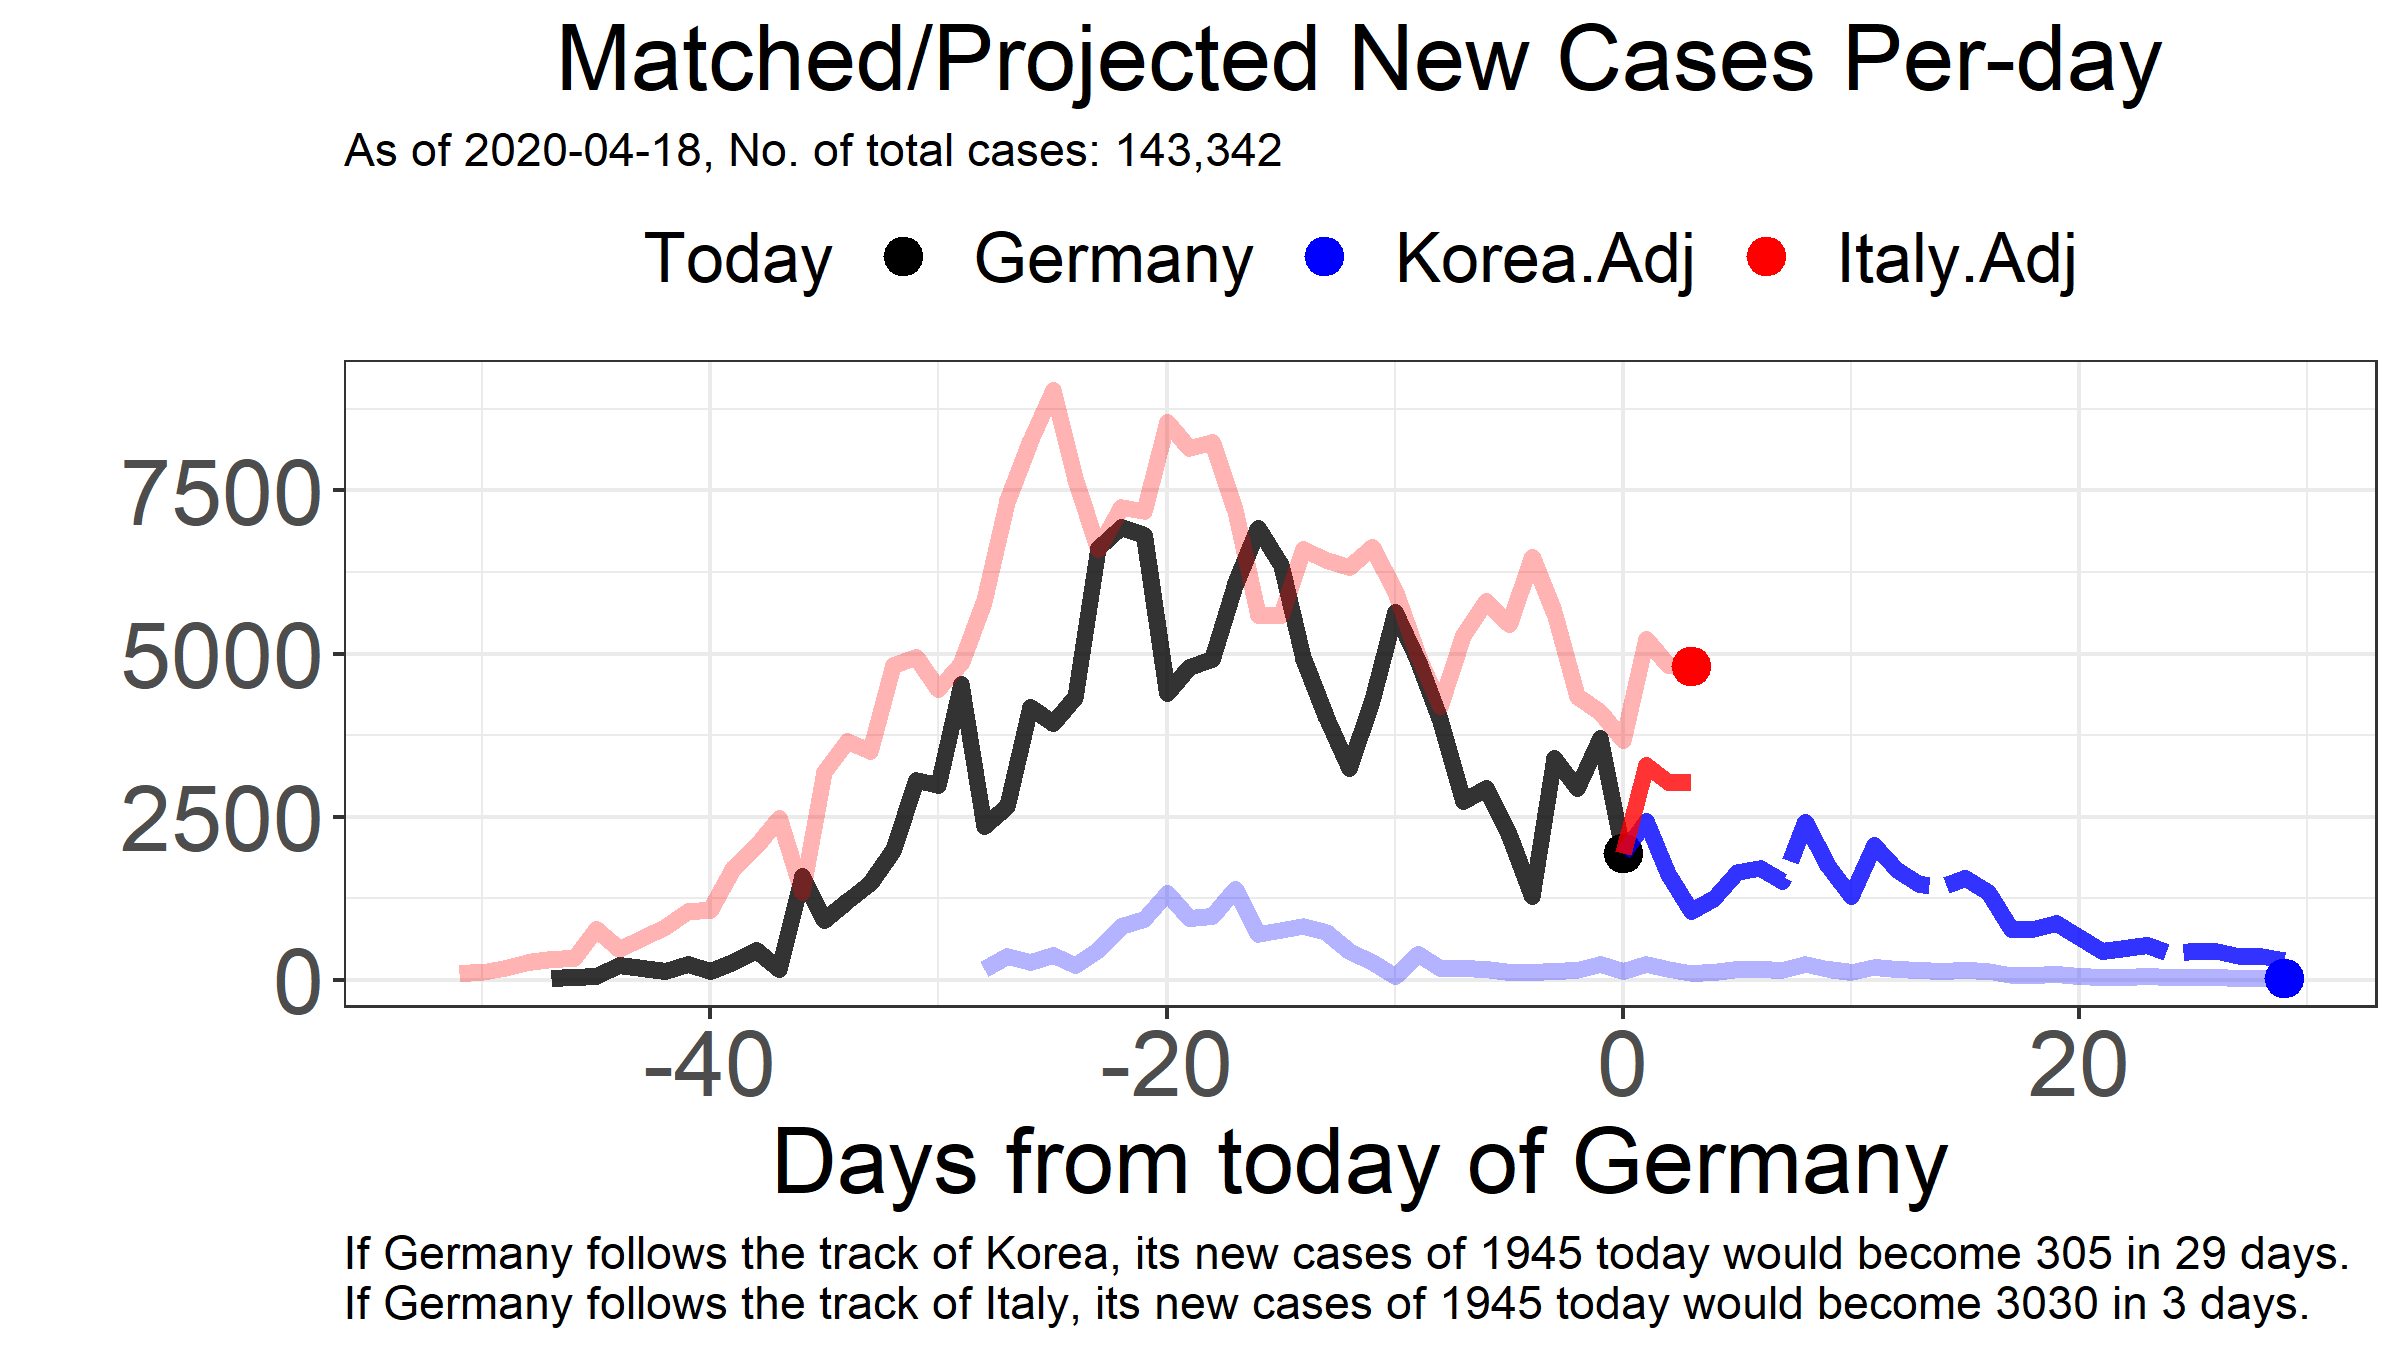 Matched/Projected New Cases Per-day
As of 2020-04-18, No. of total cases: 143,342
Today Germany Korea.Adj Italy.Adj
7500
5000
2500
0
-40 -20 0 20
Days from today of Germany
If Germany follows the track of Korea, its new cases of 1945 today would become 305 in 29 days.
If Germany follows the track of Italy, its new cases of 1945 today would become 3030 in 3 days.